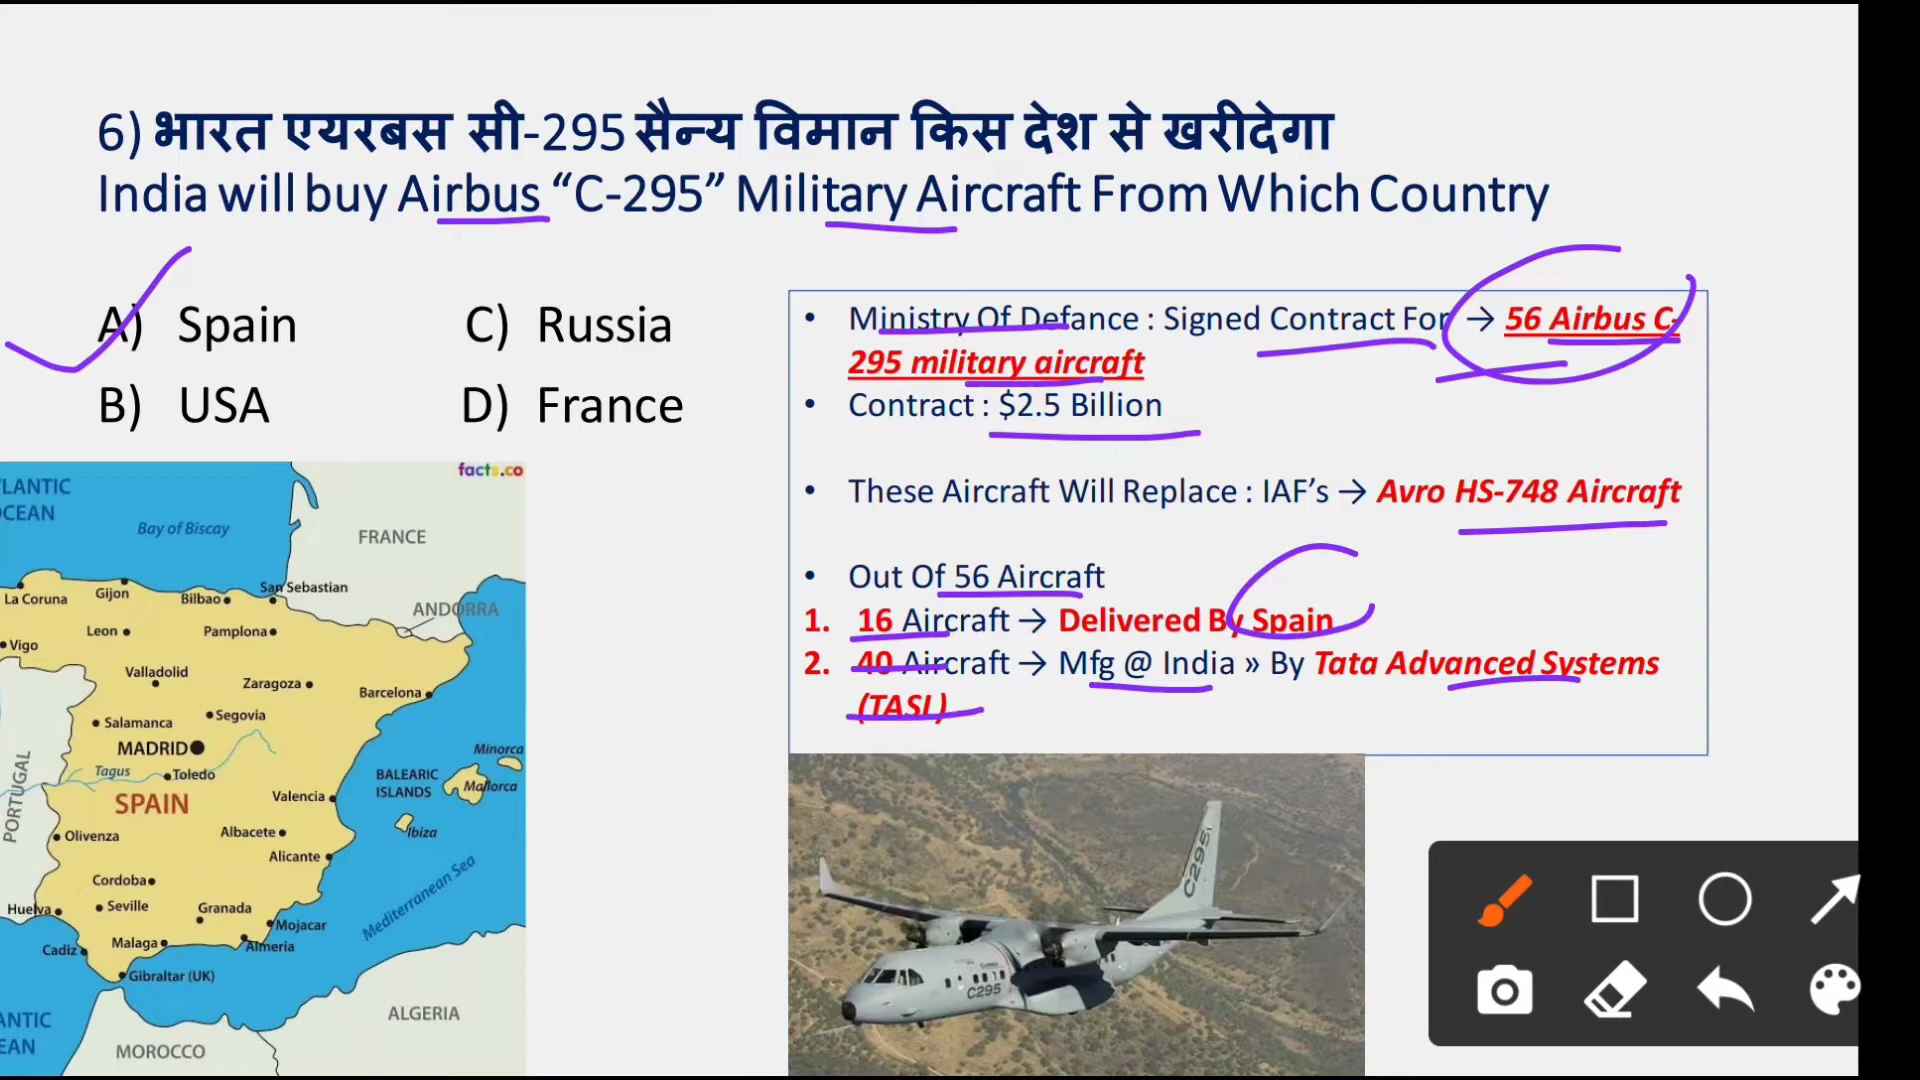 6) भारत एयरबस सी-295 सैन्य विमान किस देश से खरीदेगा
India will buy Airbus “C-295” Military Aircraft From Which Country
A) Spain C) Russia
B) USA D) France
• Ministry Of Defance : Signed Contract For → 56 Airbus C-
295 military aircraft
• Contract : $2.5 Billion
• These Aircraft Will Replace : IAF’s → Avro HS-748 Aircraft
• Out Of 56 Aircraft
1. 16 Aircraft → Delivered By Spain
2. 40 Aircraft → Mfg @ India » By Tata Advanced Systems
(TASL)
facts.co
LANTIC
OCEAN
Bay of Biscay
FRANCE
La Coruna
Gijon
Bilbao
San Sebastian
ANDORRA
Leon
Pamplona
Vigo
Valladolid
Zaragoza
Barcelona
Salamanca
Segovia
MADRID
Minorca
Tagus
Toledo
BALEARIC
ISLANDS
Mallorca
PORTUGAL
SPAIN
Valencia
Olivenza
Albacete
Ibiza
Alicante
Cordoba
Mediterranean Sea
Huelva
Seville
Granada
Mojacar
Cadiz
Malaga
Almeria
Gibraltar (UK)
ANTIC
EAN
ALGERIA
MOROCCO
C295
C295